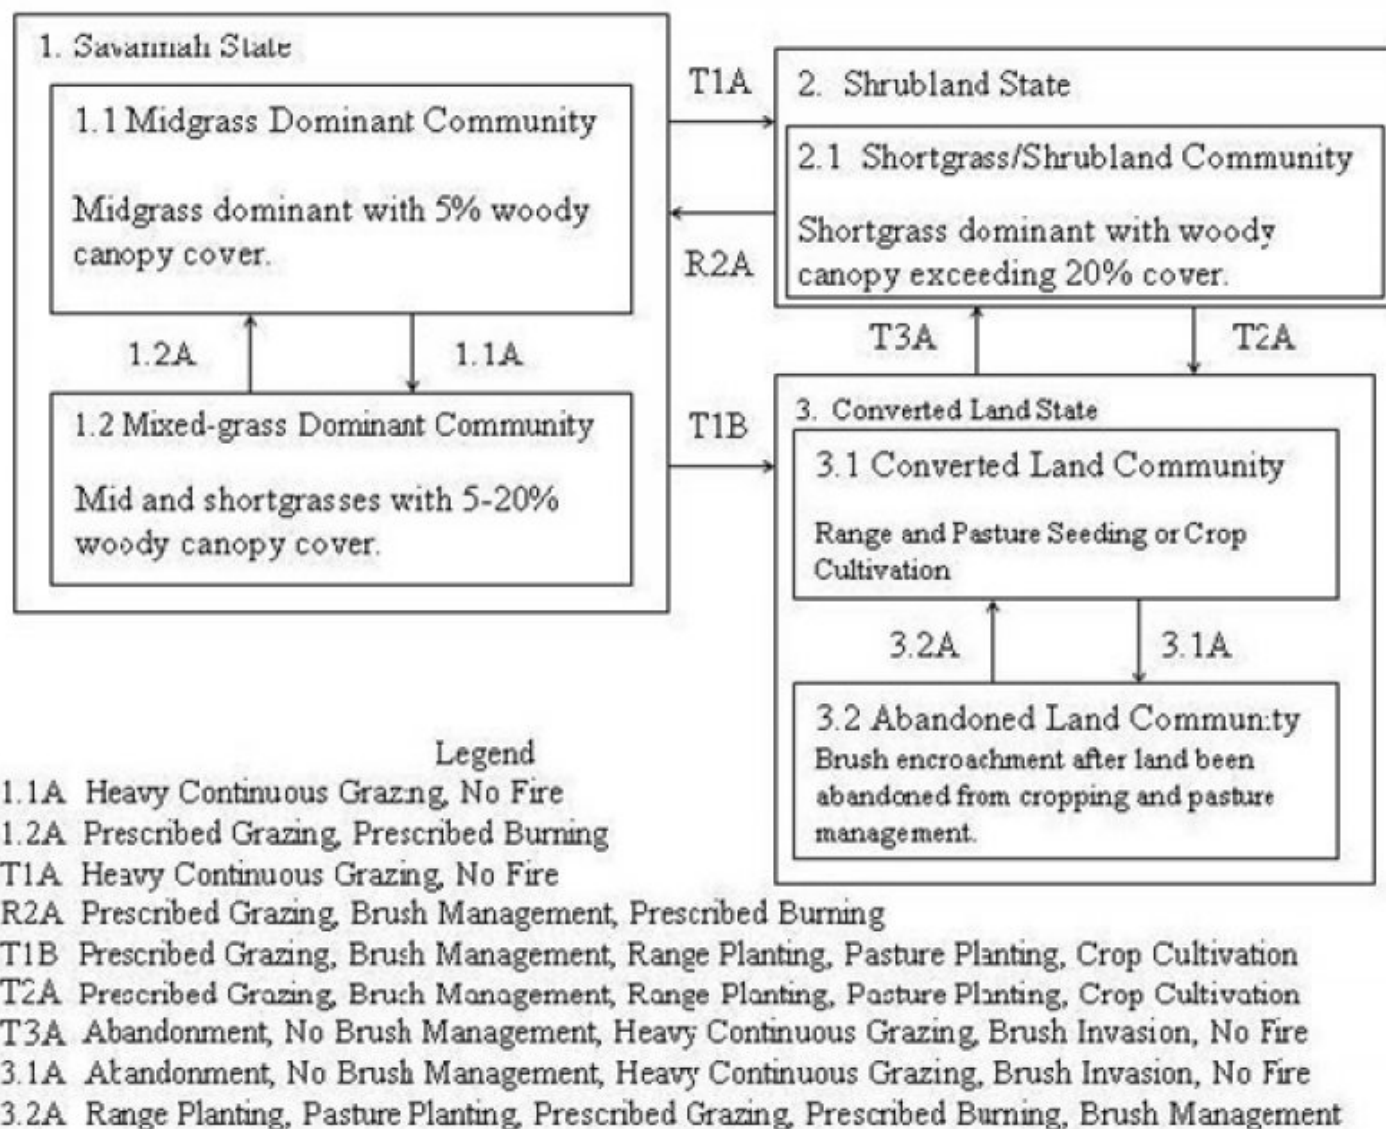 1. Savannah State
1.1 Midgrass Dominant Community
Midgrass dominant with 5% woody
canopy cover.
1.2A
1.1A
1.2 Mixed-grass Dominant Community
Mid and shortgrasses with 5-20%
woody canopy cover.
T1A
R2A
T1B
2. Shrubland State
2.1 Shortgrass/Shrubland Community
Shortgrass dominant with woody
canopy exceeding 20% cover.
T3A
T2A
3. Converted Land State
3.1 Converted Land Community
Range and Pasture Seeding or Crop
Cultivation
3.2A
3.1A
3.2 Abandoned Land Community
Brush encroachment after land been
abandoned from cropping and pasture
management.
Legend
1.1A Heavy Continuous Grazing, No Fire
1.2A Prescribed Grazing, Prescribed Burning
T1A Heavy Continuous Grazing, No Fire
R2A Prescribed Grazing, Brush Management, Prescribed Burning
T1B Prescribed Grazing, Brush Management, Range Planting, Pasture Planting, Crop Cultivation
T2A Prescribed Grazing, Brush Management, Range Planting, Pasture Planting, Crop Cultivation
T3A Abandonment, No Brush Management, Heavy Continuous Grazing, Brush Invasion, No Fire
3.1A Abandonment, No Brush Management, Heavy Continuous Grazing, Brush Invasion, No Fire
3.2A Range Planting, Pasture Planting, Prescribed Grazing, Prescribed Burning, Brush Management